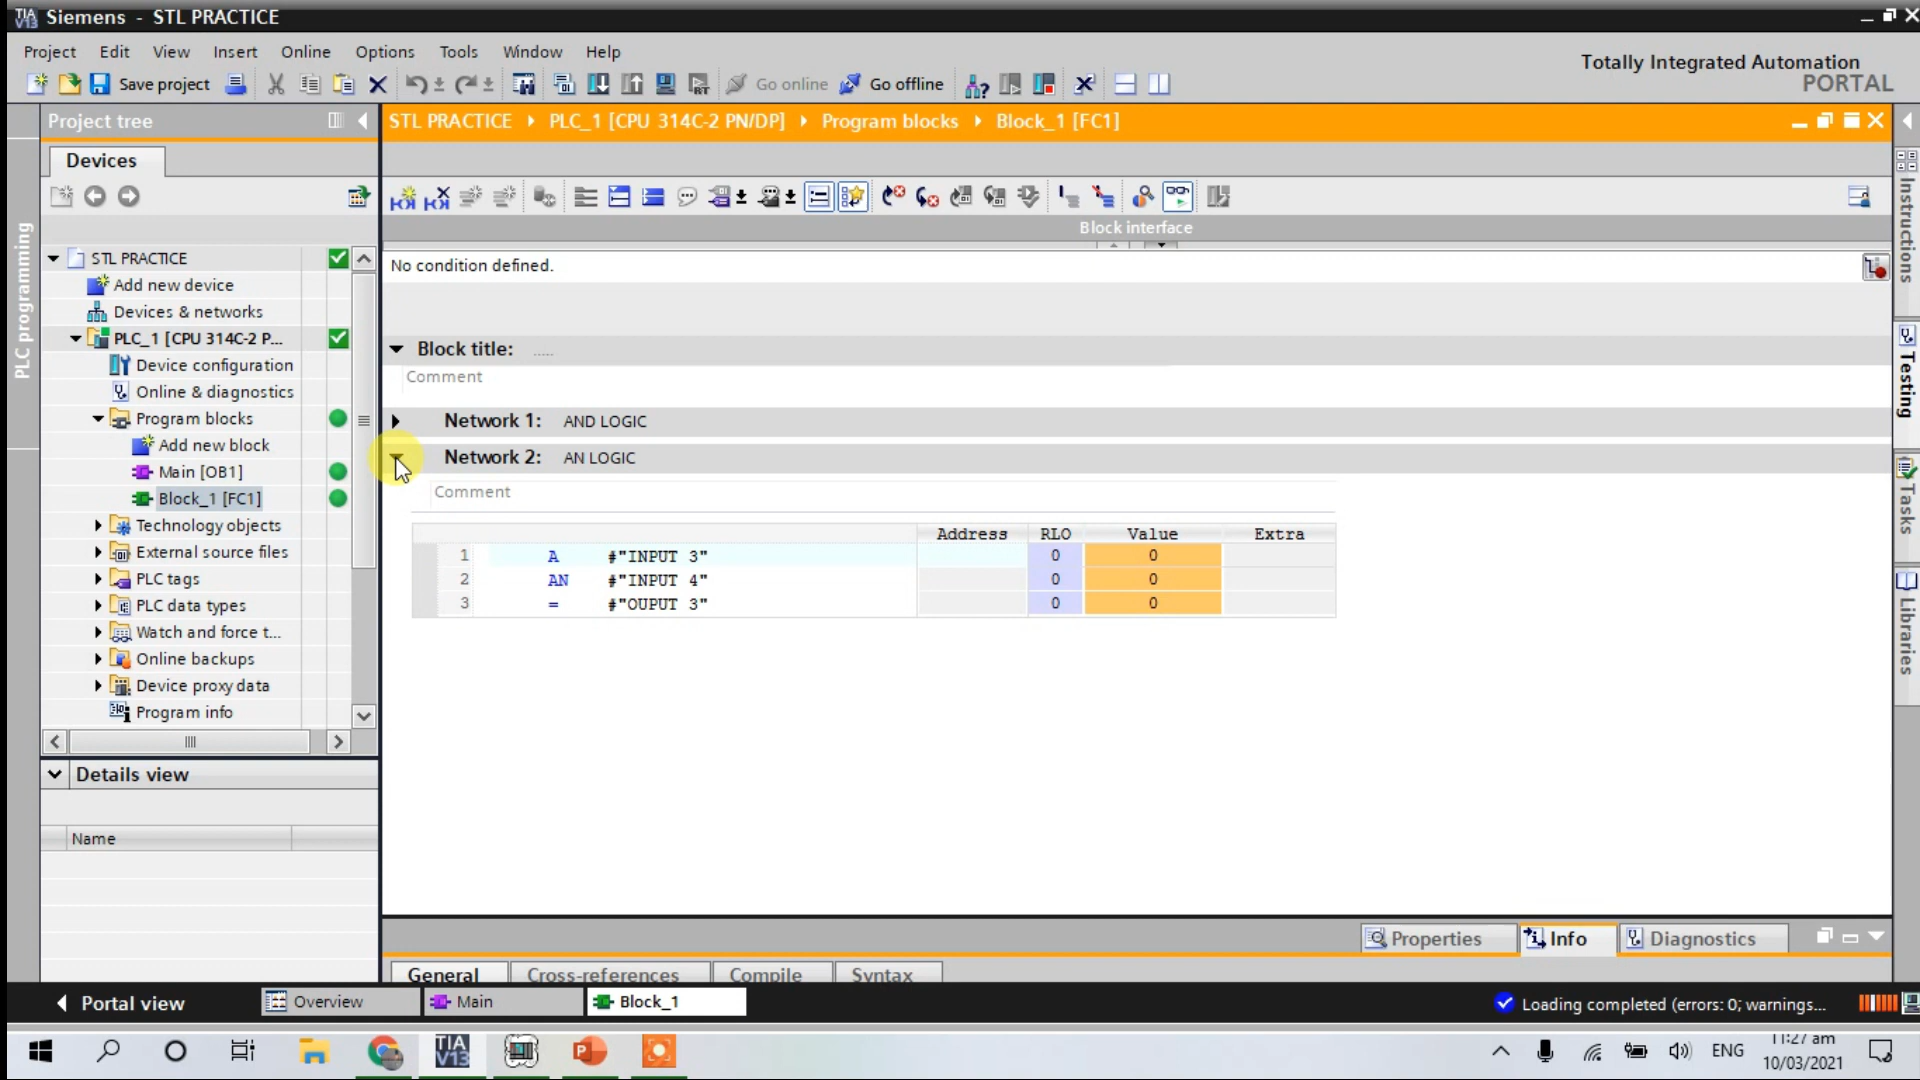 TIA V13 Siemens - STL PRACTICE
Project Edit View Insert Online Options Tools Window Help
Totally Integrated Automation
PORTAL
Save project Go online Go offline
Project tree
STL PRACTICE PLC_1 [CPU 314C-2 PN/DP] Program blocks Block_1 [FC1]
Devices
Block interface
No condition defined.
STL PRACTICE
Add new device
Devices & networks
PLC_1 [CPU 314C-2 P...
Device configuration
Online & diagnostics
Program blocks
Add new block
Main [OB1]
Block_1 [FC1]
Technology objects
External source files
PLC tags
PLC data types
Watch and force t...
Online backups
Device proxy data
Program info
Block title: .....
Comment
Network 1: AND LOGIC
Network 2: AN LOGIC
Comment
Address RLO Value Extra
1 A #"INPUT 3" 0 0
2 AN #"INPUT 4" 0 0
3 = #"OUPUT 3" 0 0
PLC programming
Instructions
Testing
Tasks
Libraries
Details view
Name
Properties Info Diagnostics
General Cross-references Compile Syntax
Portal view Overview Main Block_1
Loading completed (errors: 0; warnings...
TIA V13
P
ENG
11:27 am
10/03/2021